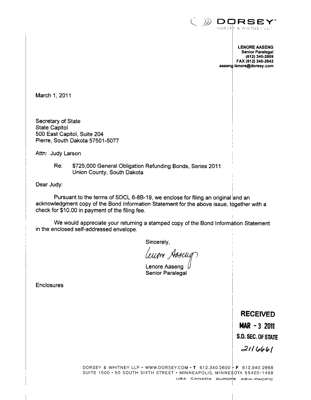 DORSEY
DORSEY & WHITNEY LLP
LENORE AASENG
Senior Paralegal
(612) 340-2869
FAX (612) 340-2643
aaseng.lenore@dorsey.com
March 1, 2011
Secretary of State
State Capitol
500 East Capitol, Suite 204
Pierre, South Dakota 57501-5077
Attn: Judy Larson
Re: $725,000 General Obligation Refunding Bonds, Series 2011
Union County, South Dakota
Dear Judy:
Pursuant to the terms of SDCL 6-8B-19, we enclose for filing an original and an
acknowledgment copy of the Bond Information Statement for the above issue, together with a
check for $10.00 in payment of the filing fee.
We would appreciate your returning a stamped copy of the Bond Information Statement
in the enclosed self-addressed envelope.
Sincerely,
Lenore Aaseng
Lenore Aaseng
Senior Paralegal
Enclosures
RECEIVED
MAR - 3 2011
S.D. SEC. OF STATE
2116661
DORSEY & WHITNEY LLP • WWW.DORSEY.COM • T 612.340.2600 • F 612.340.2868
SUITE 1500 • 50 SOUTH SIXTH STREET • MINNEAPOLIS, MINNESOTA 55402-1498
USA CANADA EUROPE ASIA-PACIFIC